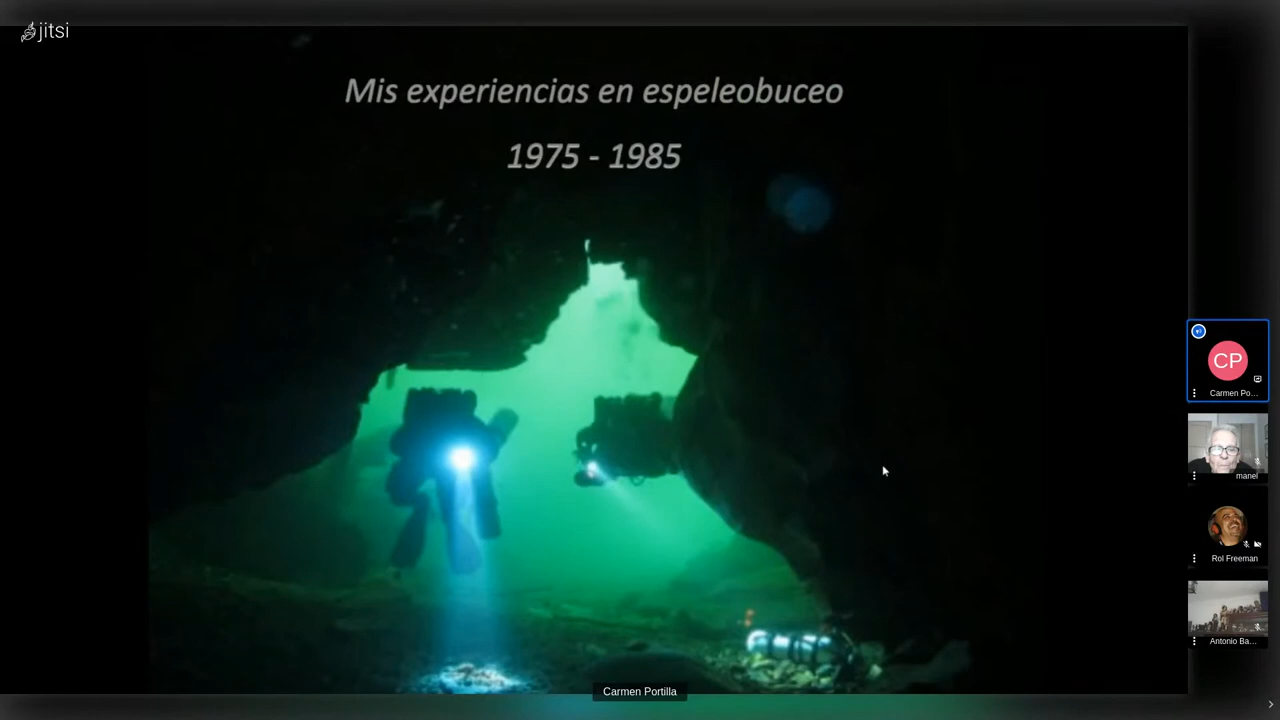 jitsi
Mis experiencias en espeleobuceo
1975 - 1985
CP
Carmen Po...
manel
Rol Freeman
Antonio Ba...
Carmen Portilla